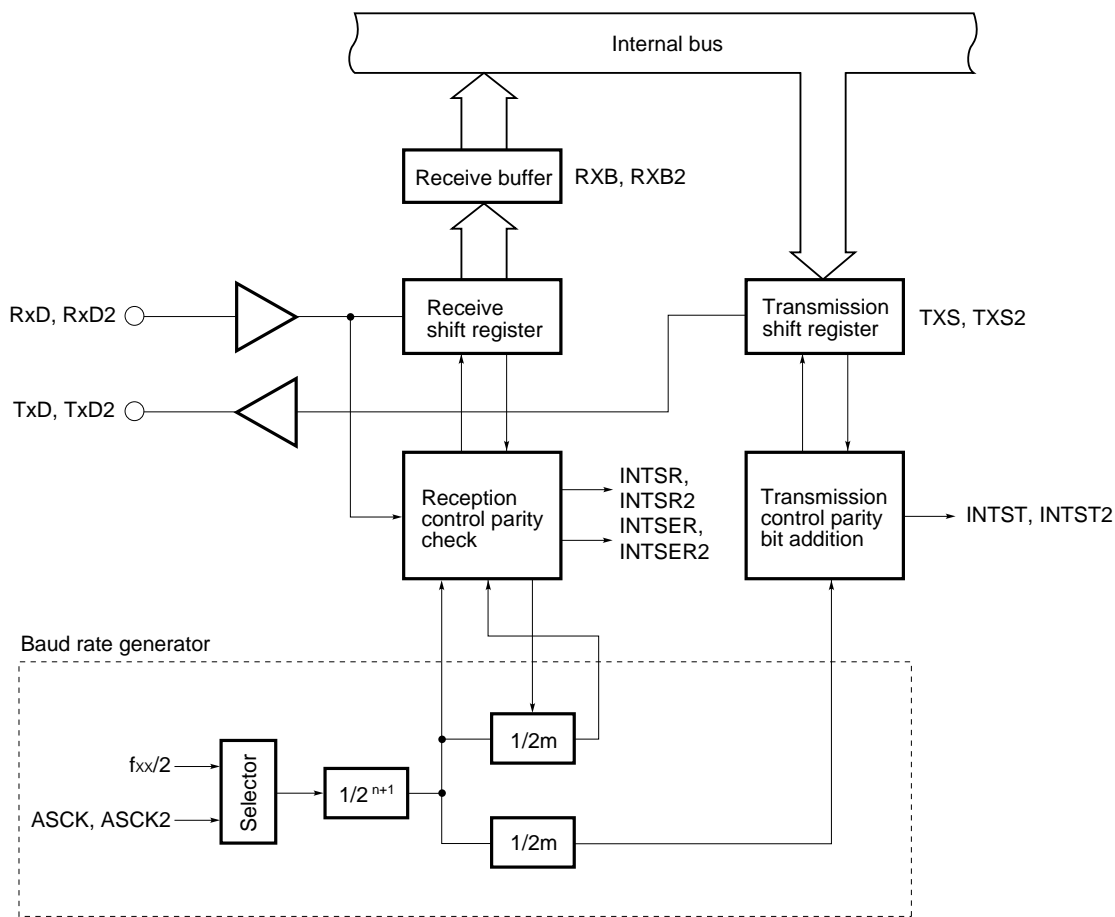 Internal bus
Receive buffer
RXB, RXB2
RxD, RxD2
Receive
shift register
Transmission
shift register
TXS, TXS2
TxD, TxD2
Reception
control parity
check
INTSR,
INTSR2
INTSER,
INTSER2
Transmission
control parity
bit addition
INTST, INTST2
Baud rate generator
fxx/2
ASCK, ASCK2
Selector
1/2 n+1
1/2m
1/2m